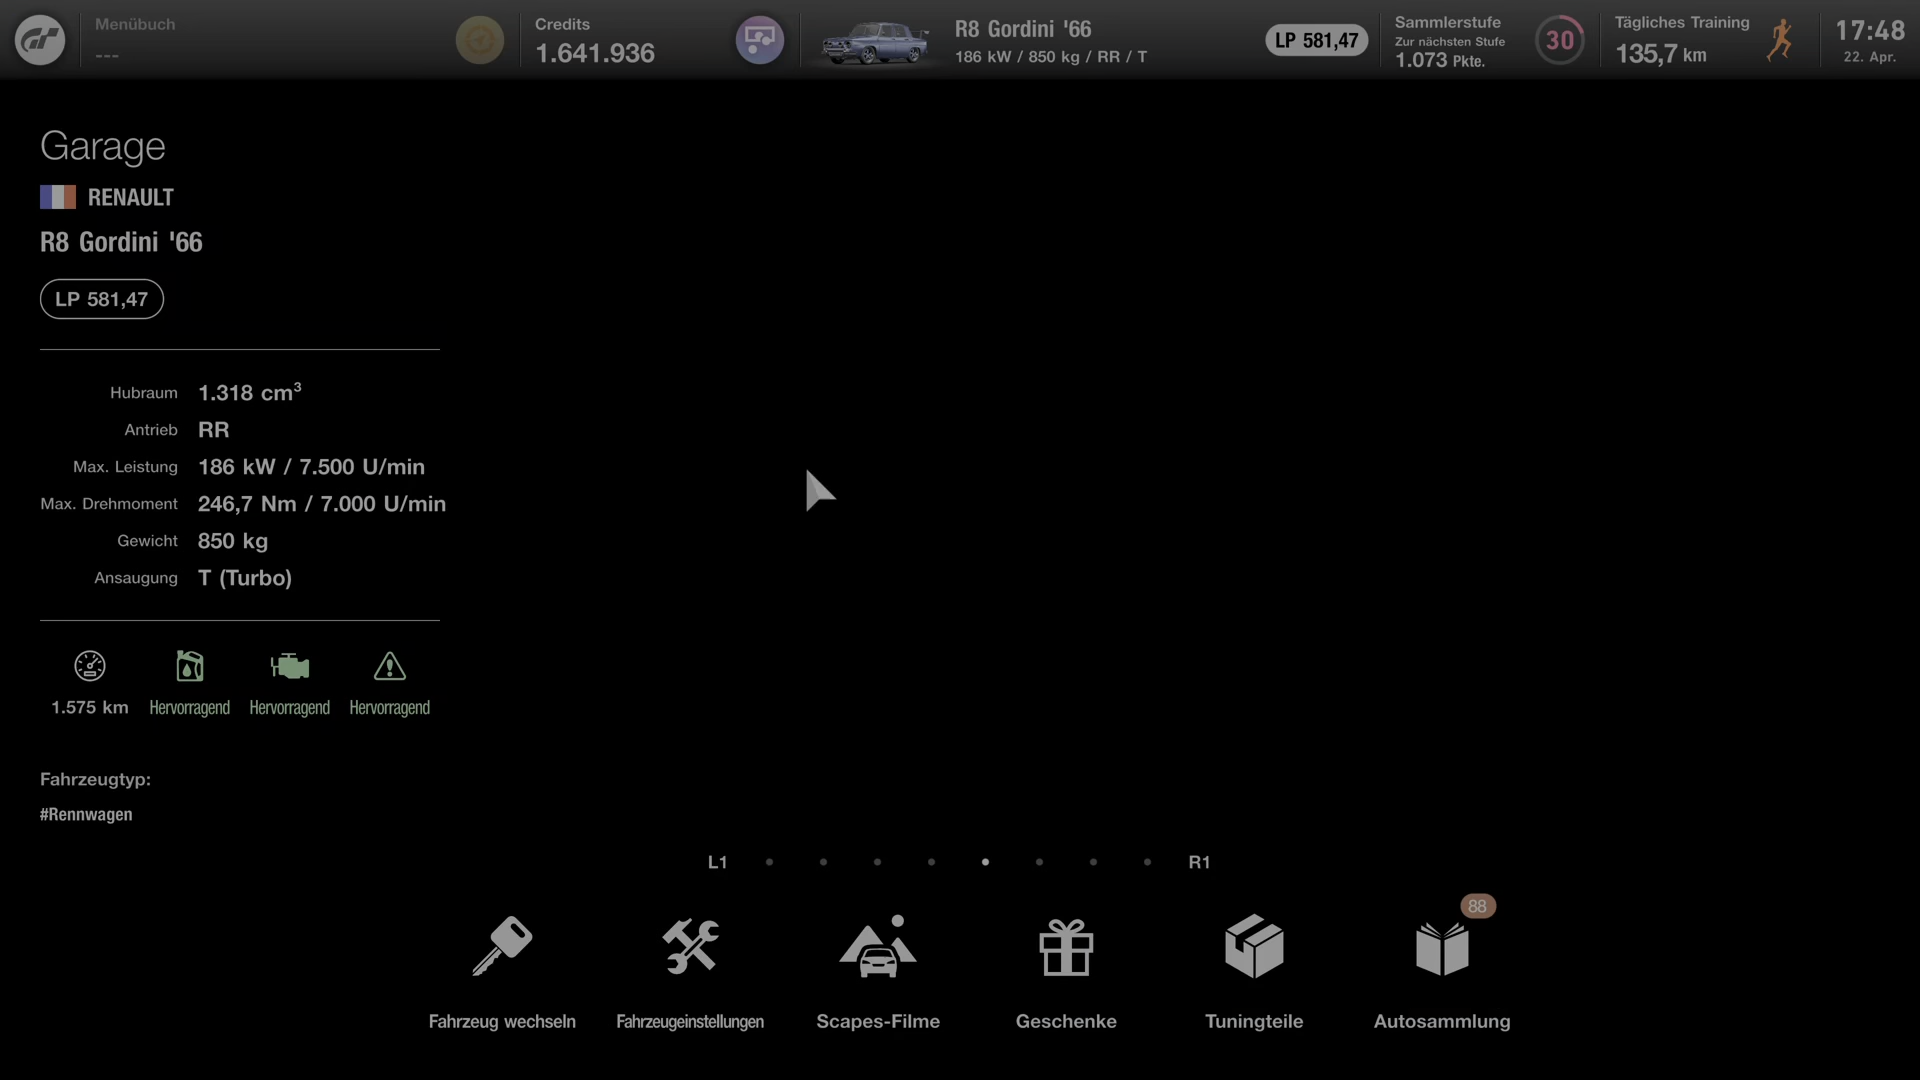 Menübuch
---
Credits
1.641.936
R8 Gordini '66
186 kW / 850 kg / RR / T
LP 581,47
Sammlerstufe
Zur nächsten Stufe
1.073 Pkte.
30
Tägliches Training
135,7 km
17:48
22. Apr.
Garage
RENAULT
R8 Gordini '66
LP 581,47
Hubraum 1.318 cm³
Antrieb RR
Max. Leistung 186 kW / 7.500 U/min
Max. Drehmoment 246,7 Nm / 7.000 U/min
Gewicht 850 kg
Ansaugung T (Turbo)
1.575 km Hervorragend Hervorragend Hervorragend
Fahrzeugtyp:
#Rennwagen
L1 R1
88
Fahrzeug wechseln Fahrzeugeinstellungen Scapes-Filme Geschenke Tuningteile Autosammlung